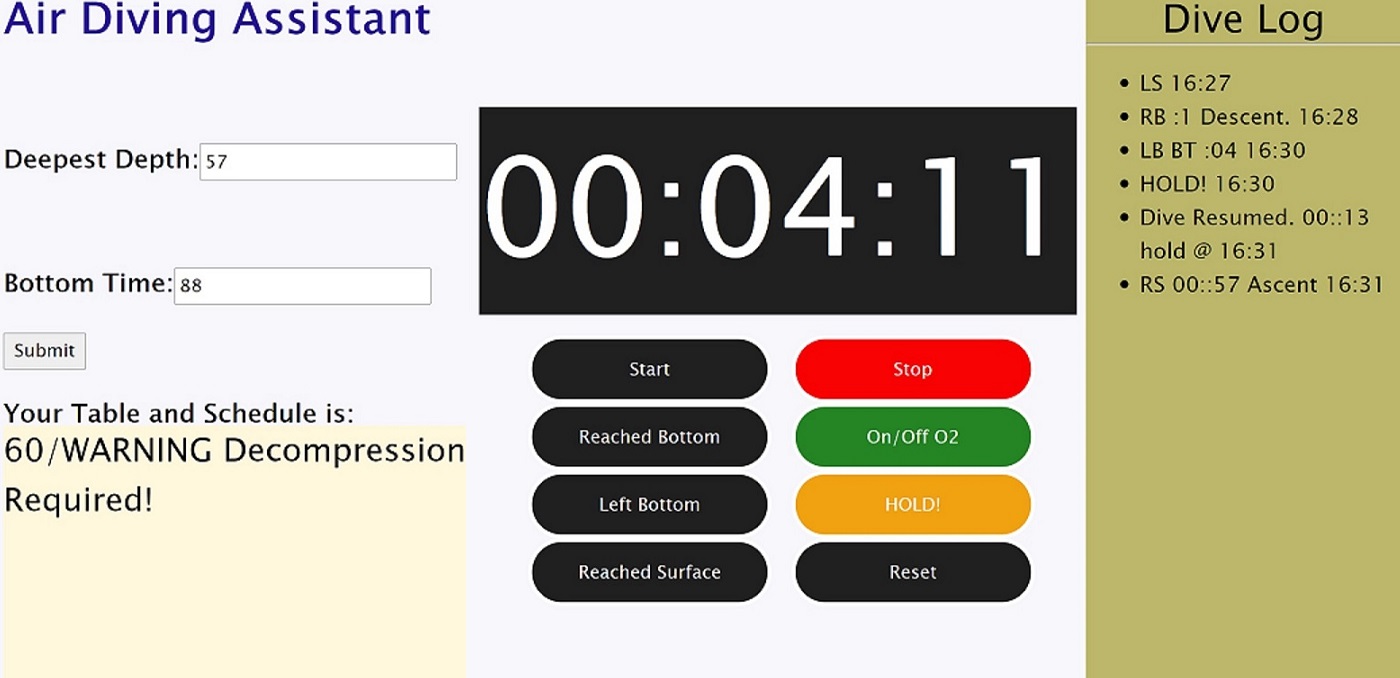 Air Diving Assistant
Deepest Depth: 57
Bottom Time: 88
Submit
Your Table and Schedule is:
60/WARNING Decompression
Required!
00:04:11
Start
Stop
Reached Bottom
On/Off O2
Left Bottom
HOLD!
Reached Surface
Reset
Dive Log
• LS 16:27
• RB :1 Descent. 16:28
• LB BT :04 16:30
• HOLD! 16:30
• Dive Resumed. 00::13
hold @ 16:31
• RS 00::57 Ascent 16:31